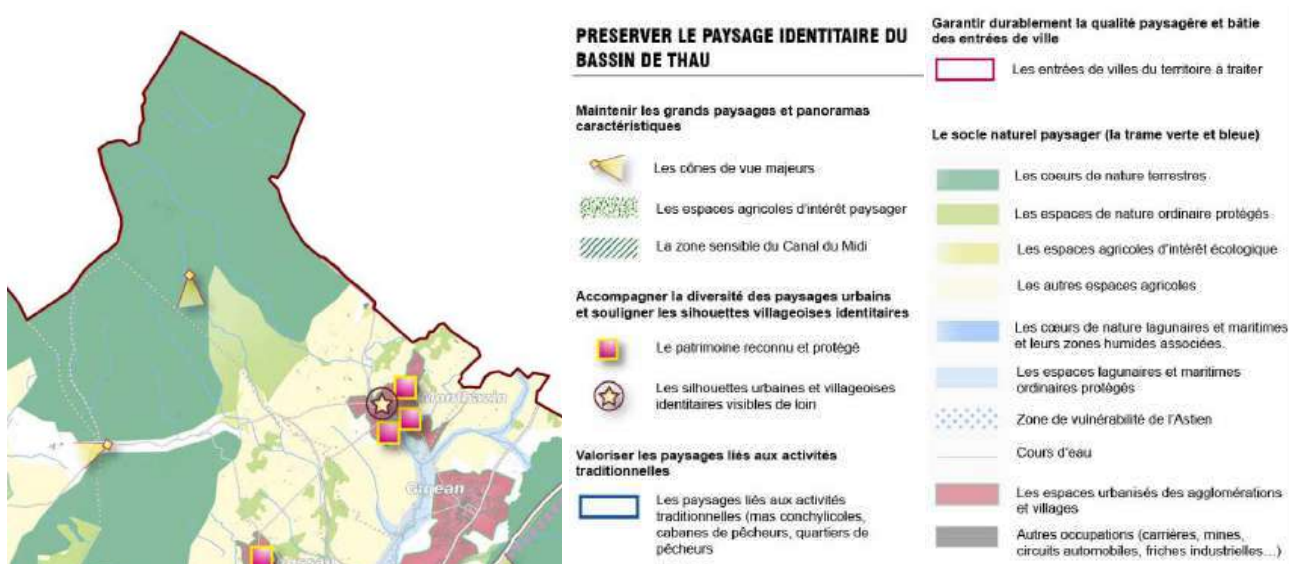 PRESERVER LE PAYSAGE IDENTITAIRE DU
BASSIN DE THAU
Maintenir les grands paysages et panoramas
caractéristiques
Les cônes de vue majeurs
Les espaces agricoles d'intérêt paysager
La zone sensible du Canal du Midi
Accompagner la diversité des paysages urbains
et souligner les sihouettes villageoises identitaires
Le patrimoine reconnu et protégé
Les silhouettes urbaines et villageoises
identitaires visibles de loin
Valoriser les paysages liés aux activités
traditionnelles
Les paysages liés aux activités
traditionnelles (mas conchylicoles,
cabanes de pêcheurs, quartiers de
pêcheurs
Garantir durablement la qualité paysagère et bâtie
des entrées de ville
Les entrées de villes du territoire à traiter
Le socle naturel paysager (la trame verte et bleue)
Les coeurs de nature terrestres
Les espaces de nature ordinaire protégés
Les espaces agricoles d'intérêt écologique
Les autres espaces agricoles
Les cœurs de nature lagunaires et maritimes
et leurs zones humides associées.
Les espaces lagunaires et maritimes
ordinaires protégés
Zone de vulnérabilité de l'Astien
Cours d'eau
Les espaces urbanisés des agglomérations
et villages
Autres occupations (carrières, mines,
circuits automobiles, friches industrielles...)
Montbazin
Gigean